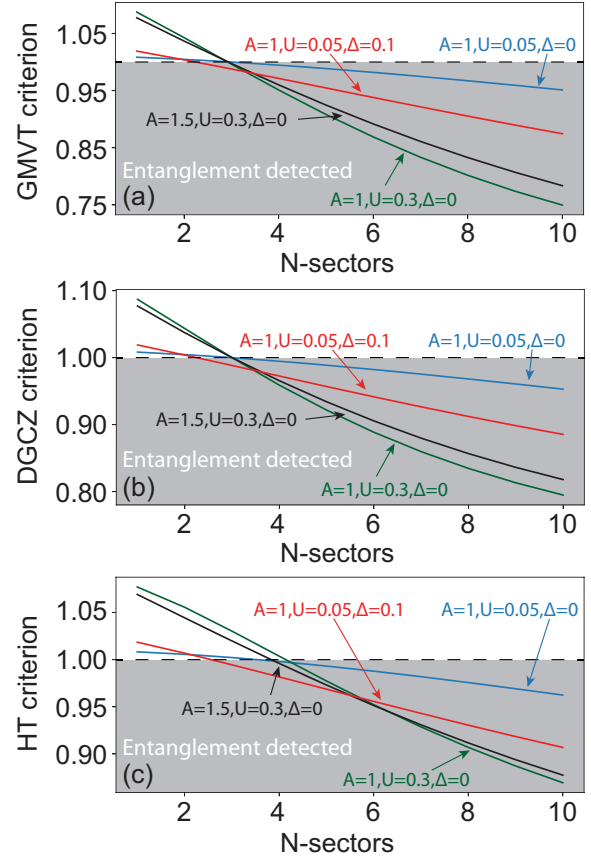 GMVT criterion
1.05
1.00
0.95
0.85
0.75
A=1,U=0.05,Δ=0.1
A=1,U=0.05,Δ=0
A=1.5,U=0.3,Δ=0
Entanglement detected
(a)
A=1,U=0.3,Δ=0
2 4 6 8 10
N-sectors
DGCZ criterion
1.10
1.00
0.90
0.80
A=1,U=0.05,Δ=0.1
A=1,U=0.05,Δ=0
A=1.5,U=0.3,Δ=0
Entanglement detected
(b)
A=1,U=0.3,Δ=0
2 4 6 8 10
N-sectors
HT criterion
1.05
1.00
0.95
0.90
A=1,U=0.05,Δ=0.1
A=1,U=0.05,Δ=0
A=1.5,U=0.3,Δ=0
Entanglement detected
(c)
A=1,U=0.3,Δ=0
2 4 6 8 10
N-sectors